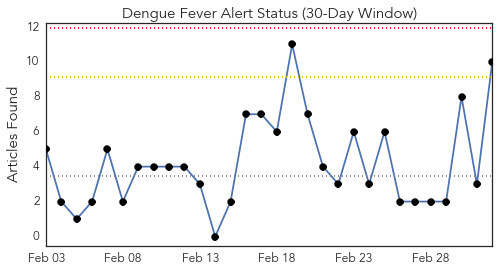 Dengue Fever Alert Status (30-Day Window)
12
10
8
6
4
2
0
Articles Found
Feb 03 Feb 08 Feb 13 Feb 18 Feb 23 Feb 28